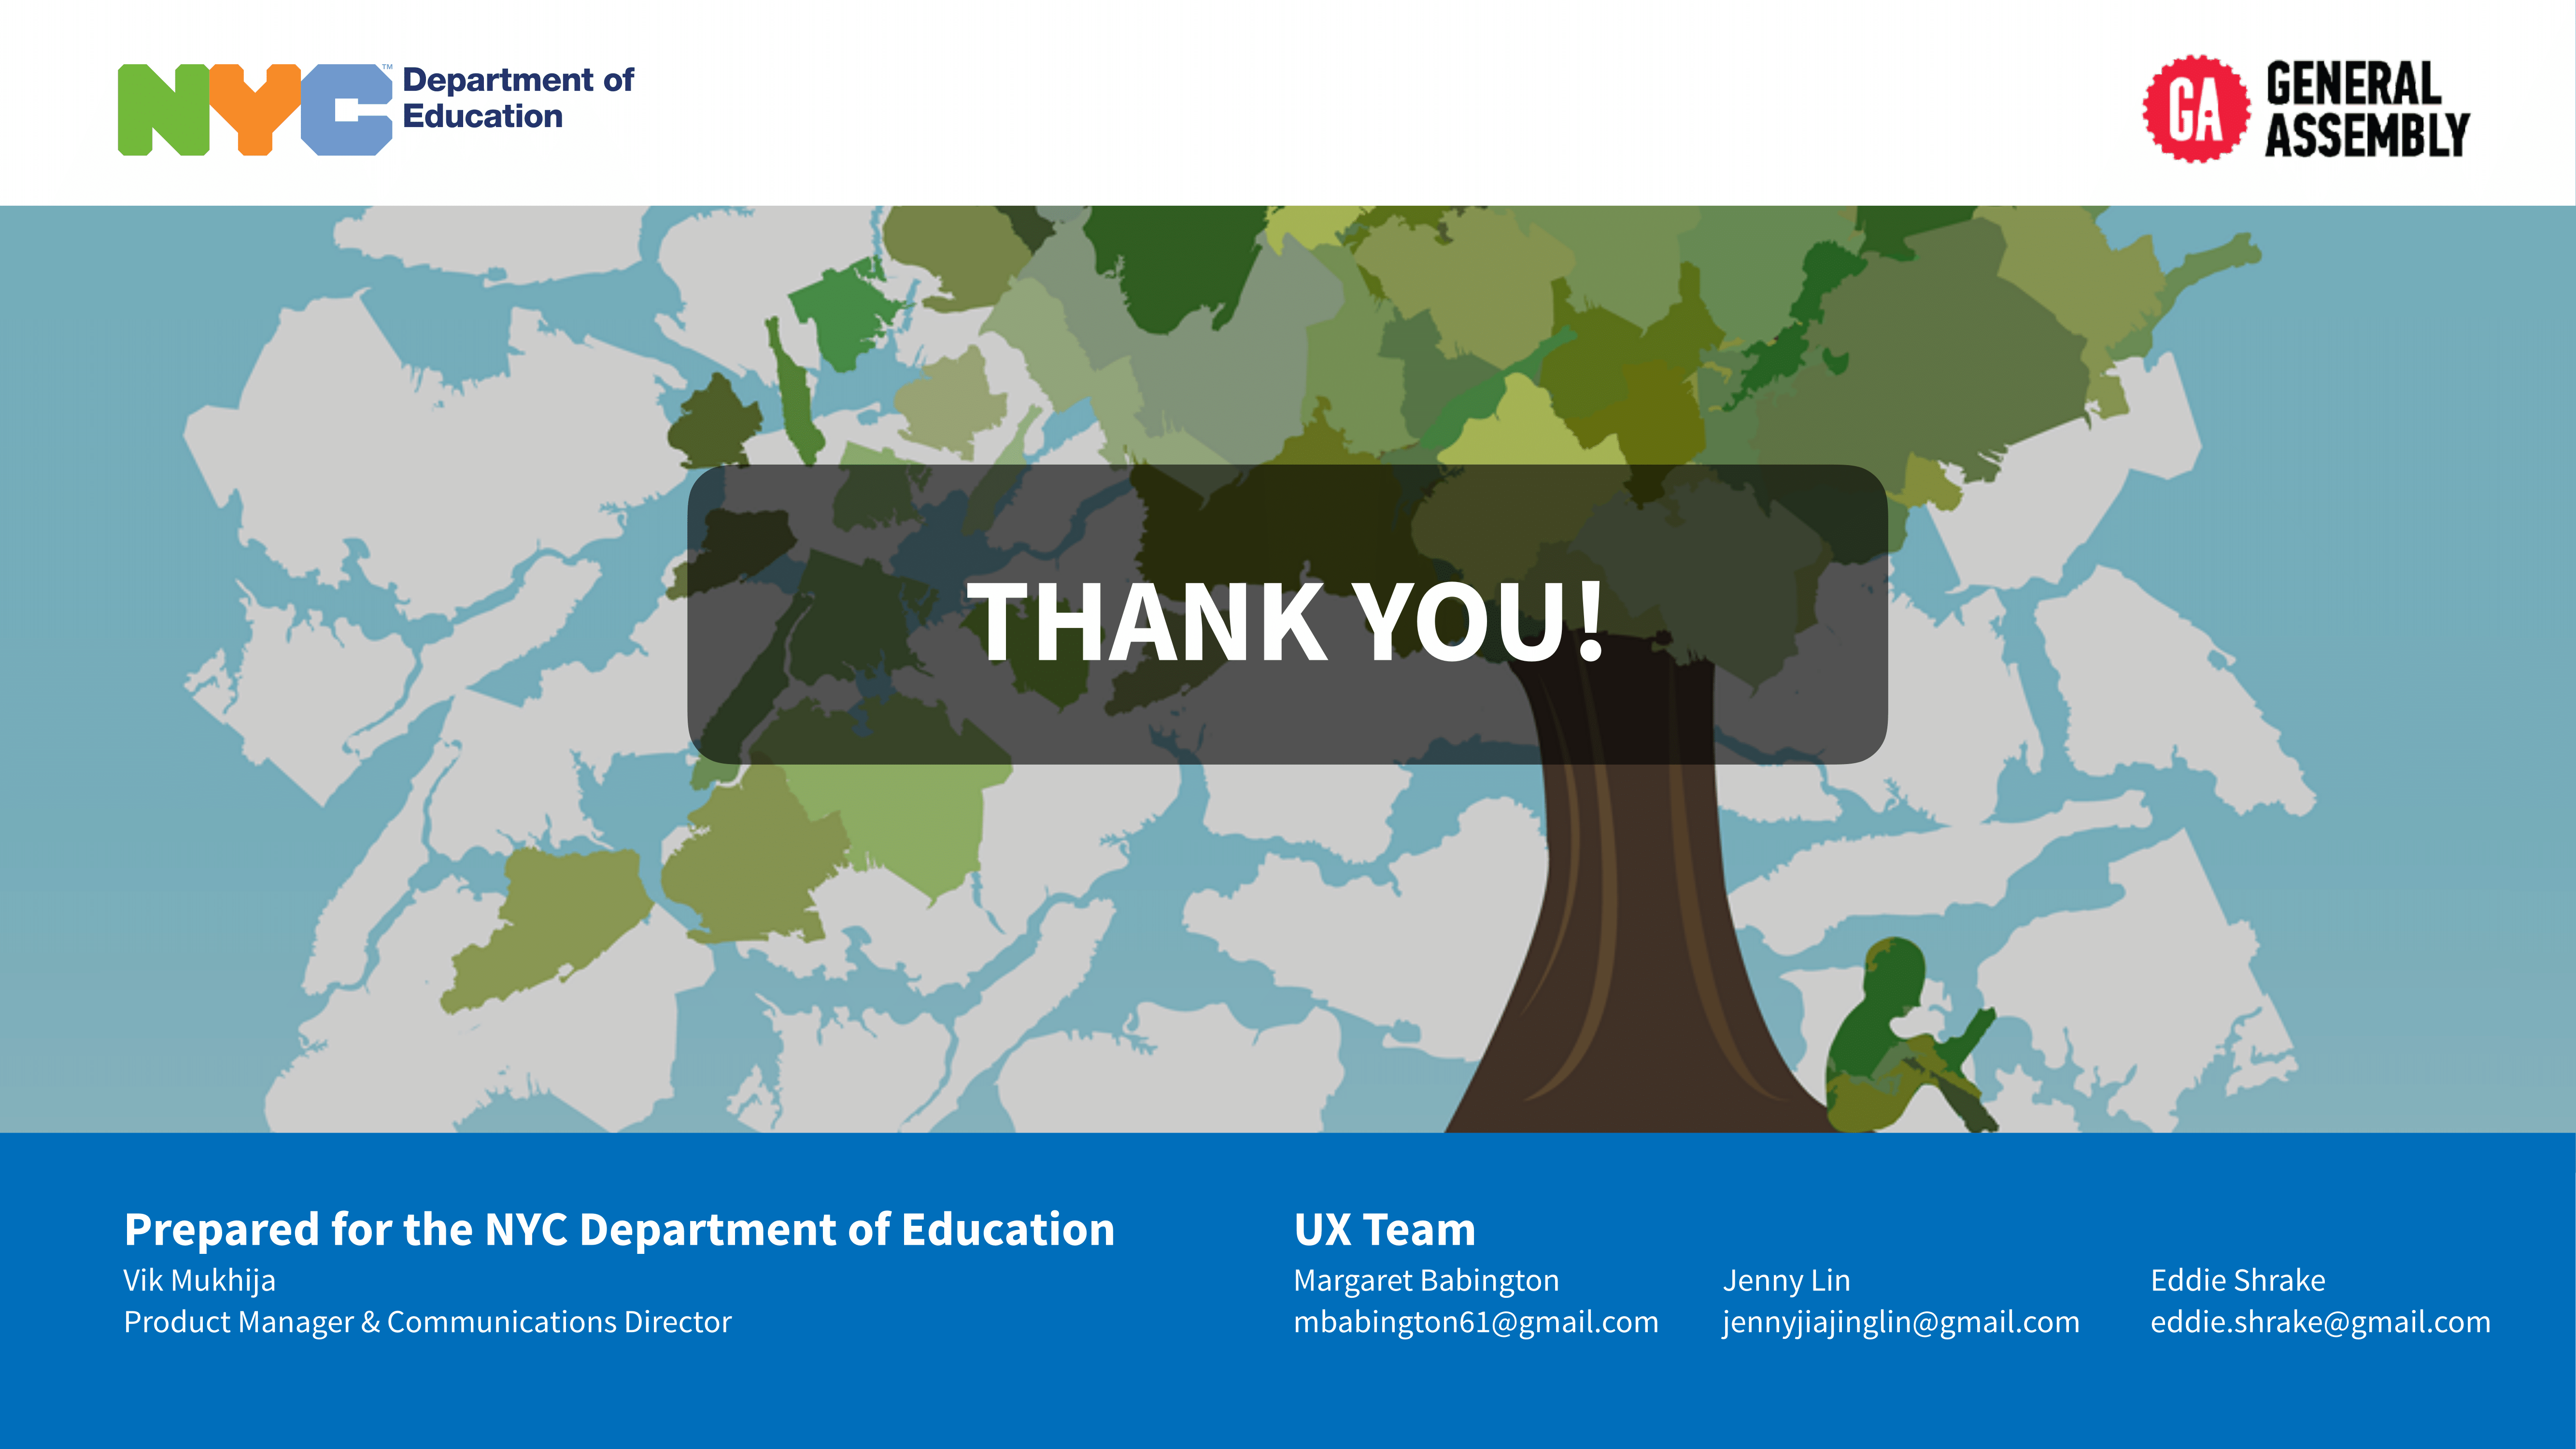 NYC™ Department of
Education
GA GENERAL
ASSEMBLY
THANK YOU!
Prepared for the NYC Department of Education
Vik Mukhija
Product Manager & Communications Director
UX Team
Margaret Babington
mbabington61@gmail.com
Jenny Lin
jennyjiajinglin@gmail.com
Eddie Shrake
eddie.shrake@gmail.com